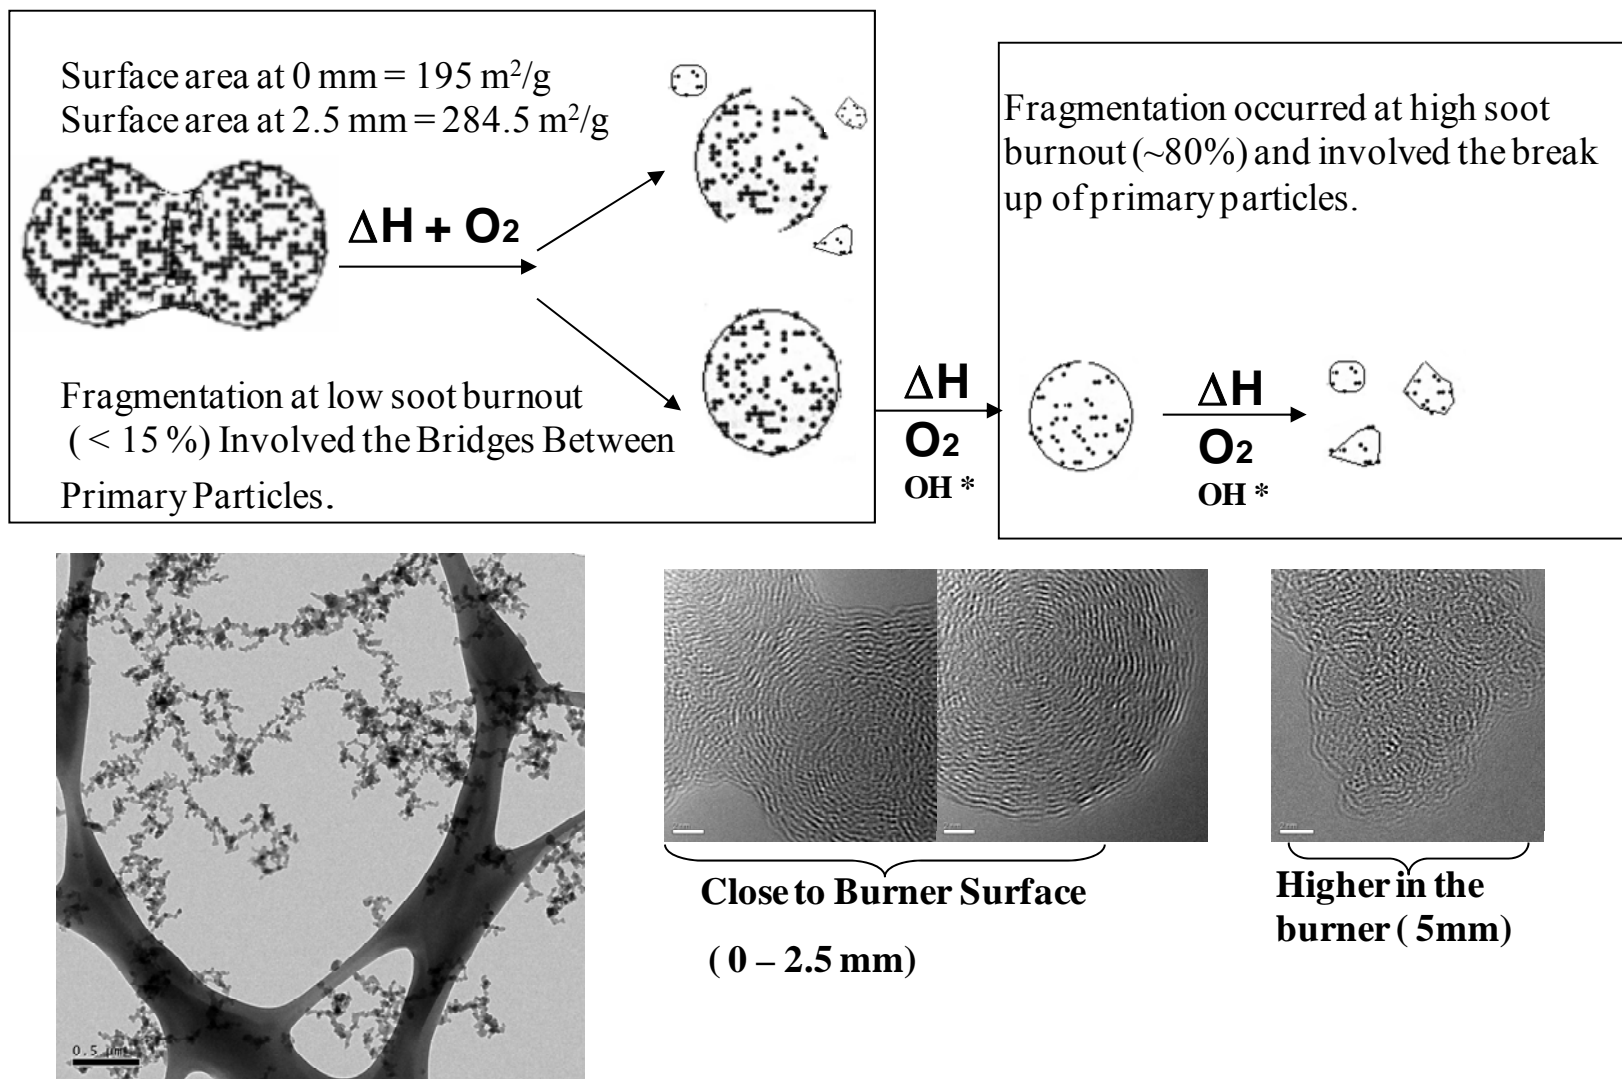 Surface area at 0 mm = 195 m²/g
Surface area at 2.5 mm = 284.5 m²/g
ΔH + O₂
Fragmentation at low soot burnout
( < 15 %) Involved the Bridges Between
Primary Particles.
ΔH
O₂
OH *
Fragmentation occurred at high soot
burnout (~80%) and involved the break
up of primary particles.
ΔH
O₂
OH *
0.5 µm
Close to Burner Surface
( 0 – 2.5 mm)
Higher in the
burner ( 5mm)